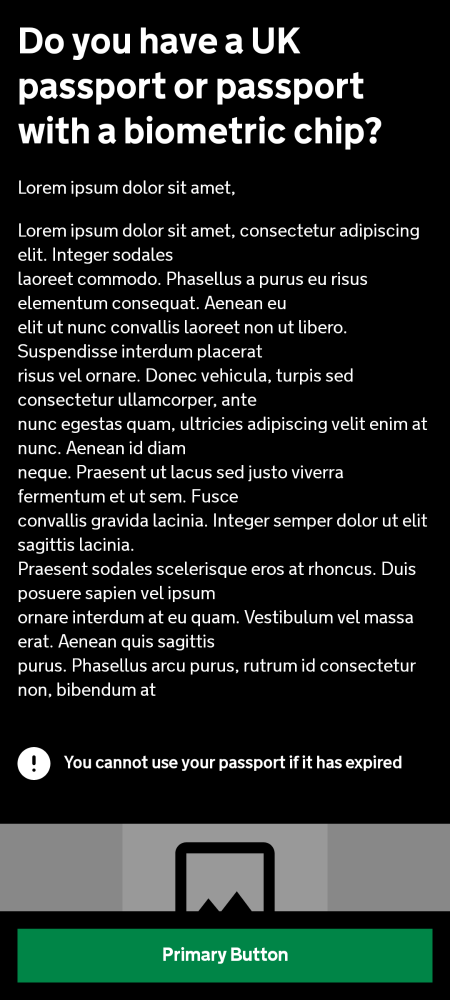 Do you have a UK
passport or passport
with a biometric chip?
Lorem ipsum dolor sit amet,
Lorem ipsum dolor sit amet, consectetur adipiscing
elit. Integer sodales
laoreet commodo. Phasellus a purus eu risus
elementum consequat. Aenean eu
elit ut nunc convallis laoreet non ut libero.
Suspendisse interdum placerat
risus vel ornare. Donec vehicula, turpis sed
consectetur ullamcorper, ante
nunc egestas quam, ultricies adipiscing velit enim at
nunc. Aenean id diam
neque. Praesent ut lacus sed justo viverra
fermentum et ut sem. Fusce
convallis gravida lacinia. Integer semper dolor ut elit
sagittis lacinia.
Praesent sodales scelerisque eros at rhoncus. Duis
posuere sapien vel ipsum
ornare interdum at eu quam. Vestibulum vel massa
erat. Aenean quis sagittis
purus. Phasellus arcu purus, rutrum id consectetur
non, bibendum at
You cannot use your passport if it has expired
Primary Button